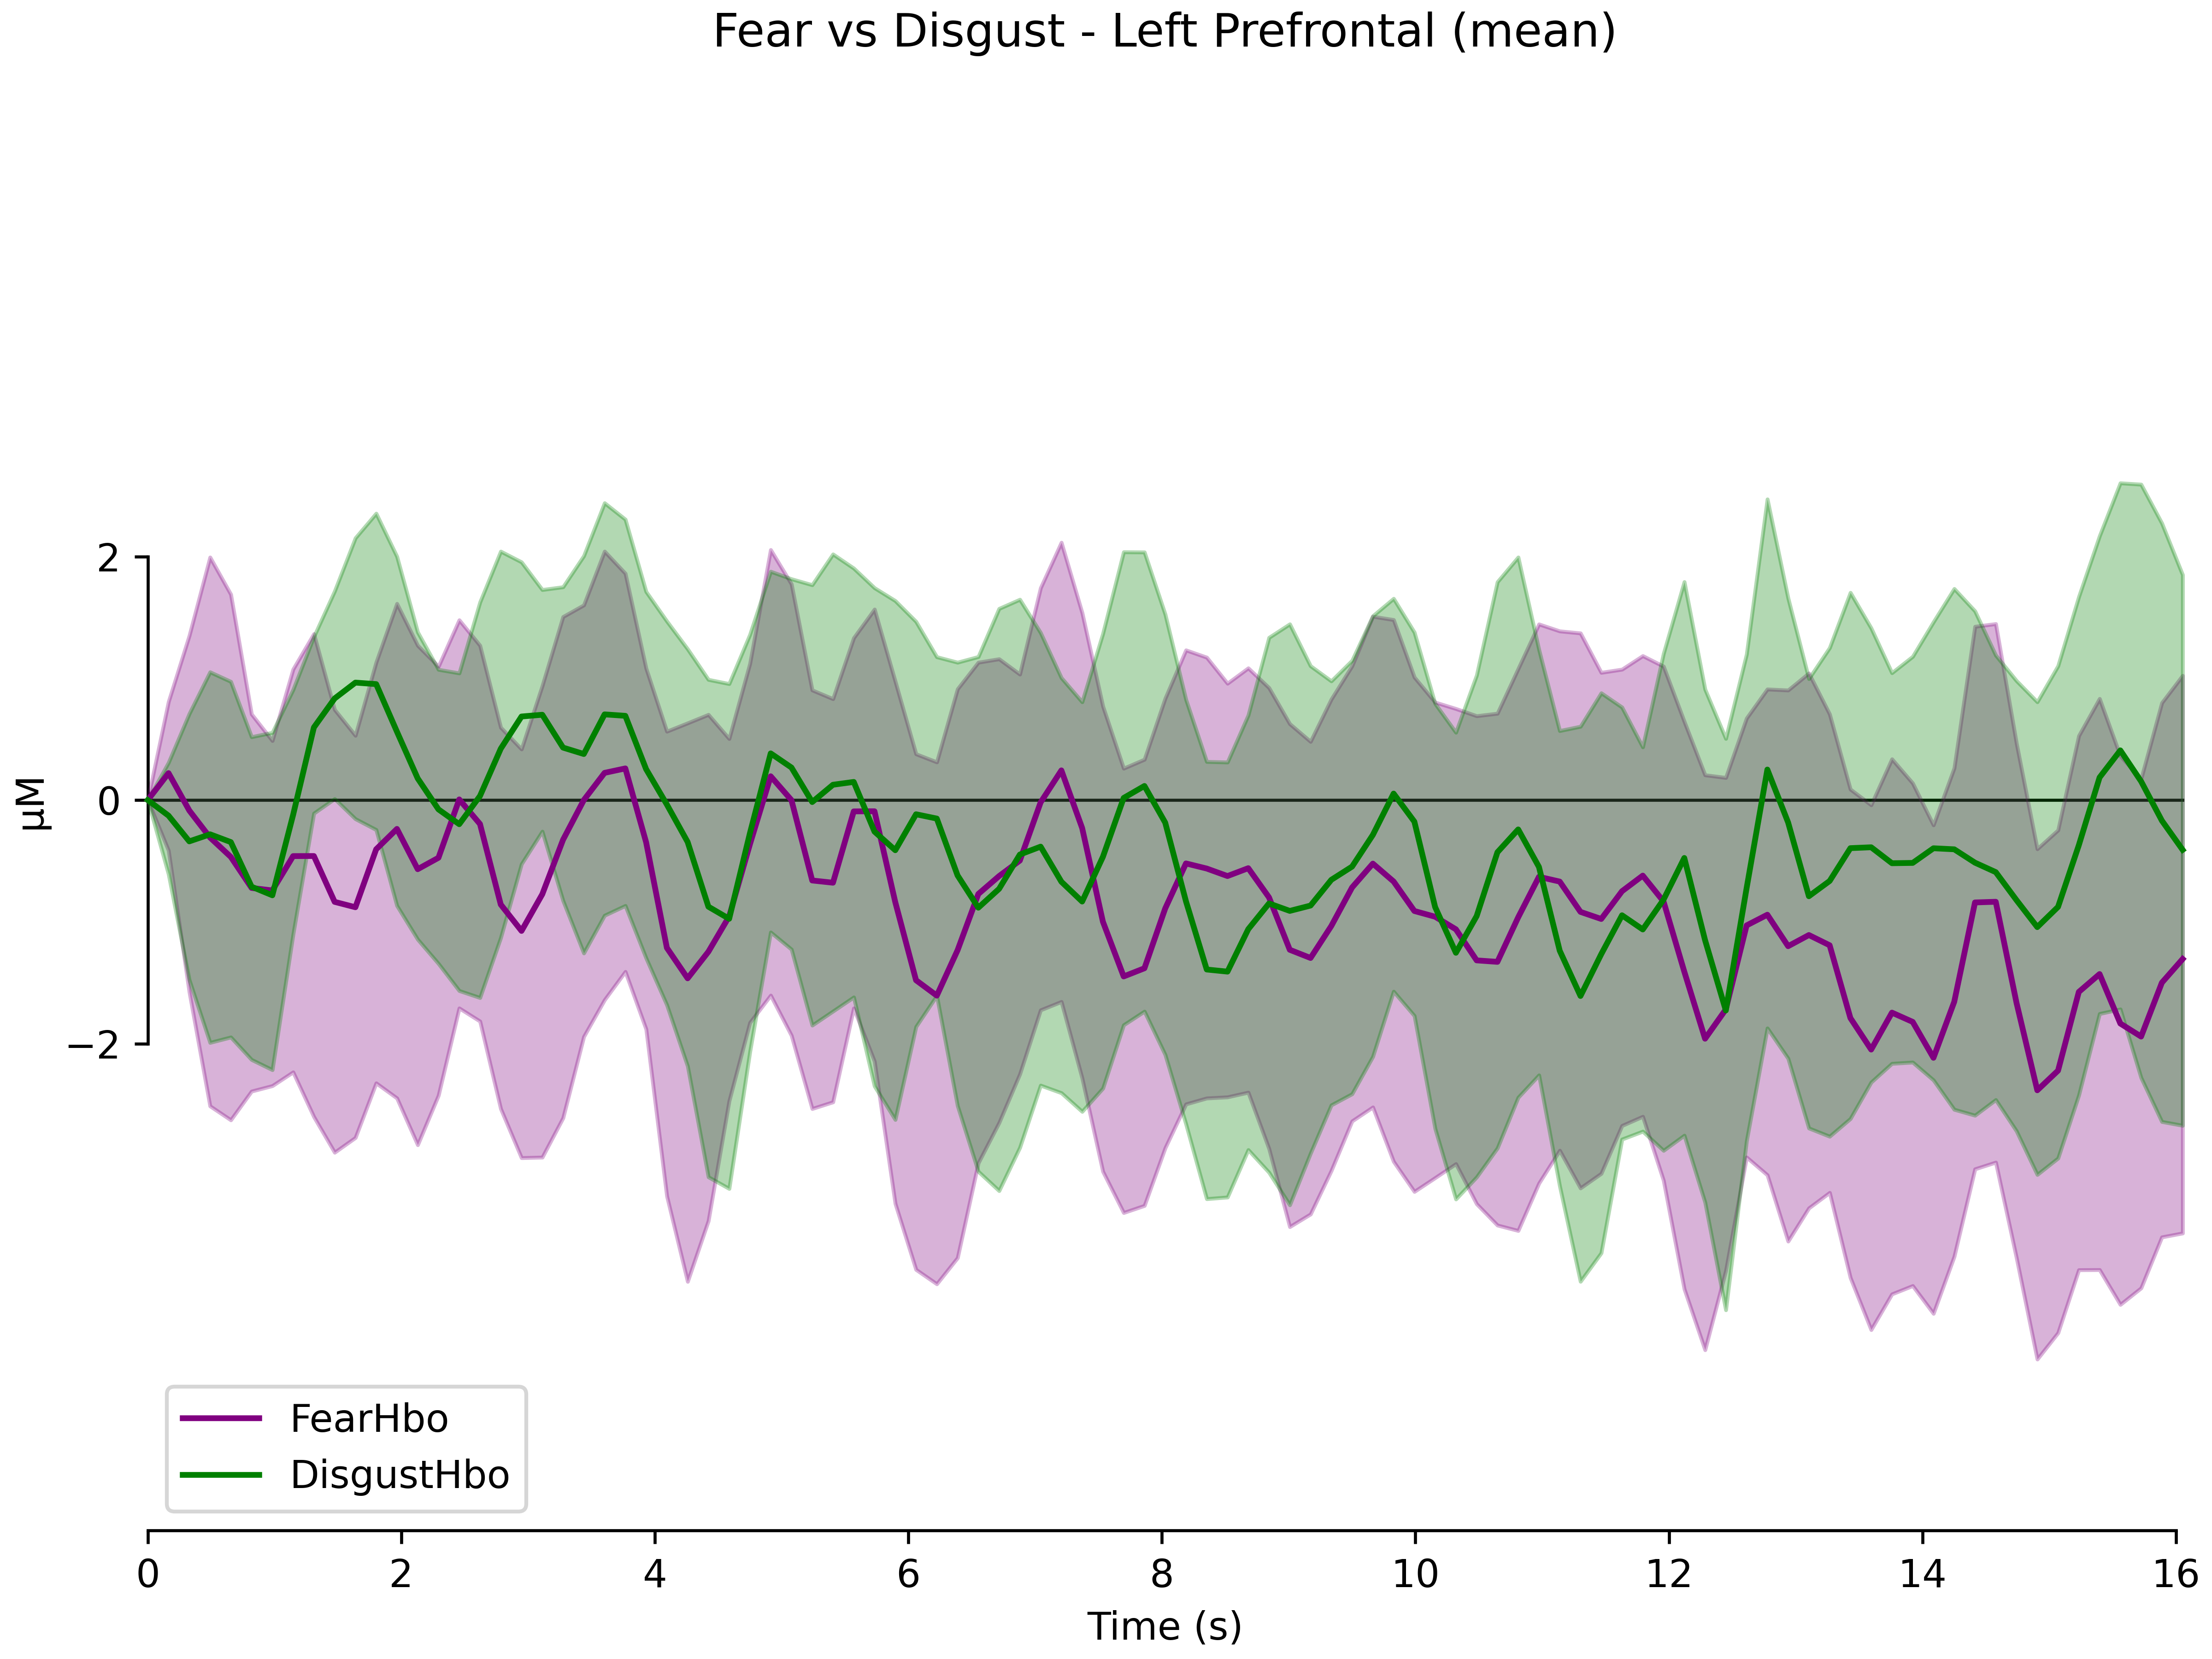 Fear vs Disgust - Left Prefrontal (mean)
µM
2
0
−2
FearHbo
DisgustHbo
0 2 4 6 8 10 12 14 16
Time (s)